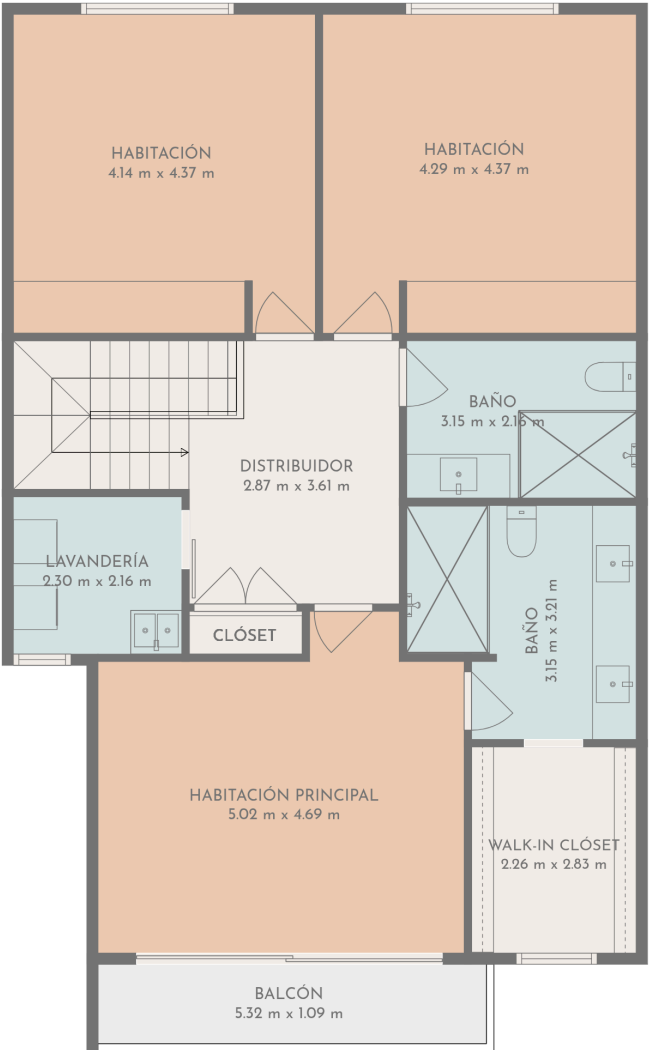 HABITACIÓN
4.14 m x 4.37 m
HABITACIÓN
4.29 m x 4.37 m
BAÑO
3.15 m x 2.16 m
DISTRIBUIDOR
2.87 m x 3.61 m
LAVANDERÍA
2.30 m x 2.16 m
CLÓSET
BAÑO
3.15 m x 3.21 m
HABITACIÓN PRINCIPAL
5.02 m x 4.69 m
WALK-IN CLÓSET
2.26 m x 2.83 m
BALCÓN
5.32 m x 1.09 m